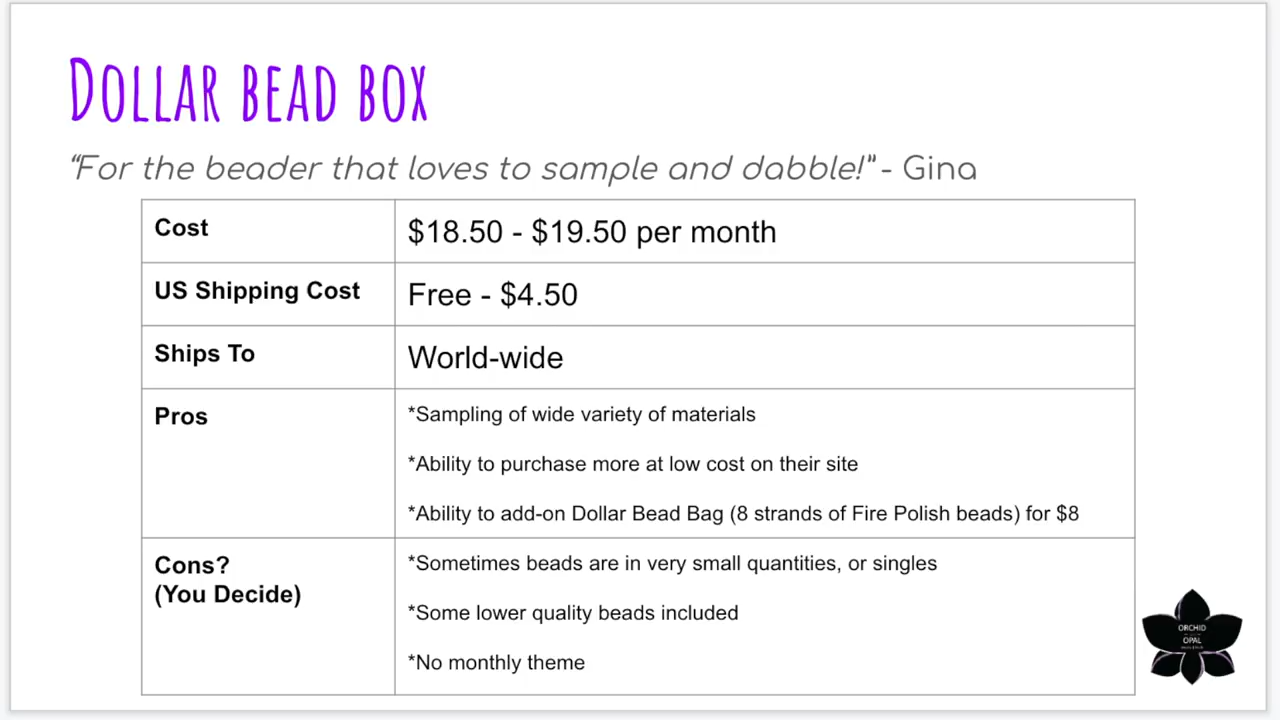 Dollar bead box
“For the beader that loves to sample and dabble!” - Gina
Cost
$18.50 - $19.50 per month
US Shipping Cost
Free - $4.50
Ships To
World-wide
Pros
*Sampling of wide variety of materials
*Ability to purchase more at low cost on their site
*Ability to add-on Dollar Bead Bag (8 strands of Fire Polish beads) for $8
Cons?
(You Decide)
*Sometimes beads are in very small quantities, or singles
*Some lower quality beads included
*No monthly theme
ORCHID
OPAL